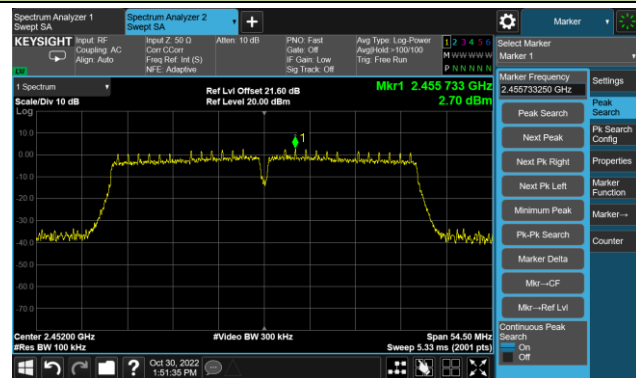 Spectrum Analyzer 1
Swept SA
Spectrum Analyzer 2
Swept SA
Marker
KEYSIGHT
Input: RF
Coupling: AC
Align: Auto
Input Z: 50 Ω
Corr CCorr
Freq Ref: Int (S)
NFE: Adaptive
Atten: 10 dB
PNO: Fast
Gate: Off
IF Gain: Low
Sig Track: Off
Avg Type: Log-Power
Avg|Hold:>100/100
Trig: Free Run
1 2 3 4 5 6
M W W W W W
P N N N N N
LW
Select Marker
Marker 1
1 Spectrum
Scale/Div 10 dB
Log
Ref Lvl Offset 21.60 dB
Ref Level 20.00 dBm
Mkr1 2.455 733 GHz
2.70 dBm
10.0
0.00
-10.0
-20.0
-30.0
-40.0
-50.0
-60.0
-70.0
1
Center 2.45200 GHz
#Res BW 100 kHz
#Video BW 300 kHz
Span 54.50 MHz
Sweep 5.33 ms (2001 pts)
Marker Frequency
2.455733250 GHz
Peak Search
Next Peak
Next Pk Right
Next Pk Left
Minimum Peak
Pk-Pk Search
Marker Delta
Mkr→CF
Mkr→Ref Lvl
Continuous Peak
Search
On
Off
Settings
Peak
Search
Pk Search
Config
Properties
Marker
Function
Marker→
Counter
?
Oct 30, 2022
1:51:35 PM